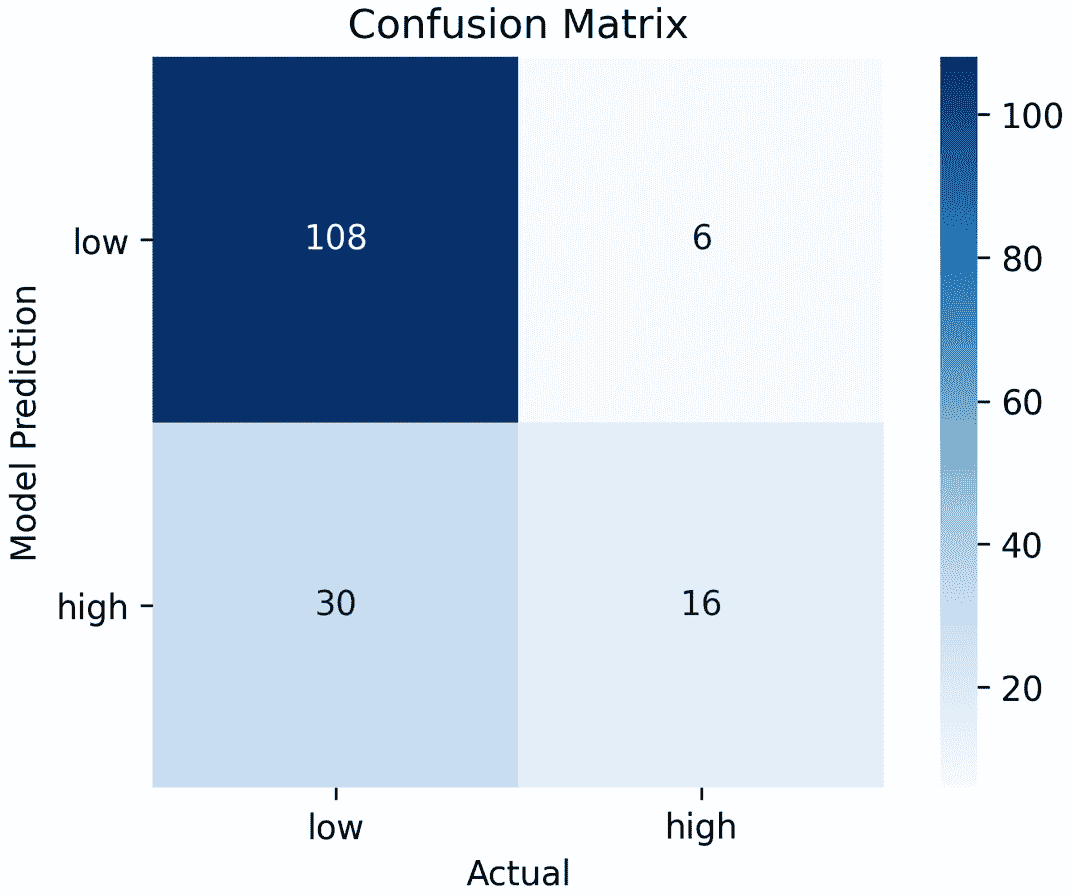 Confusion Matrix
Model Prediction
low
high
108
6
30
16
low
high
Actual
100
80
60
40
20